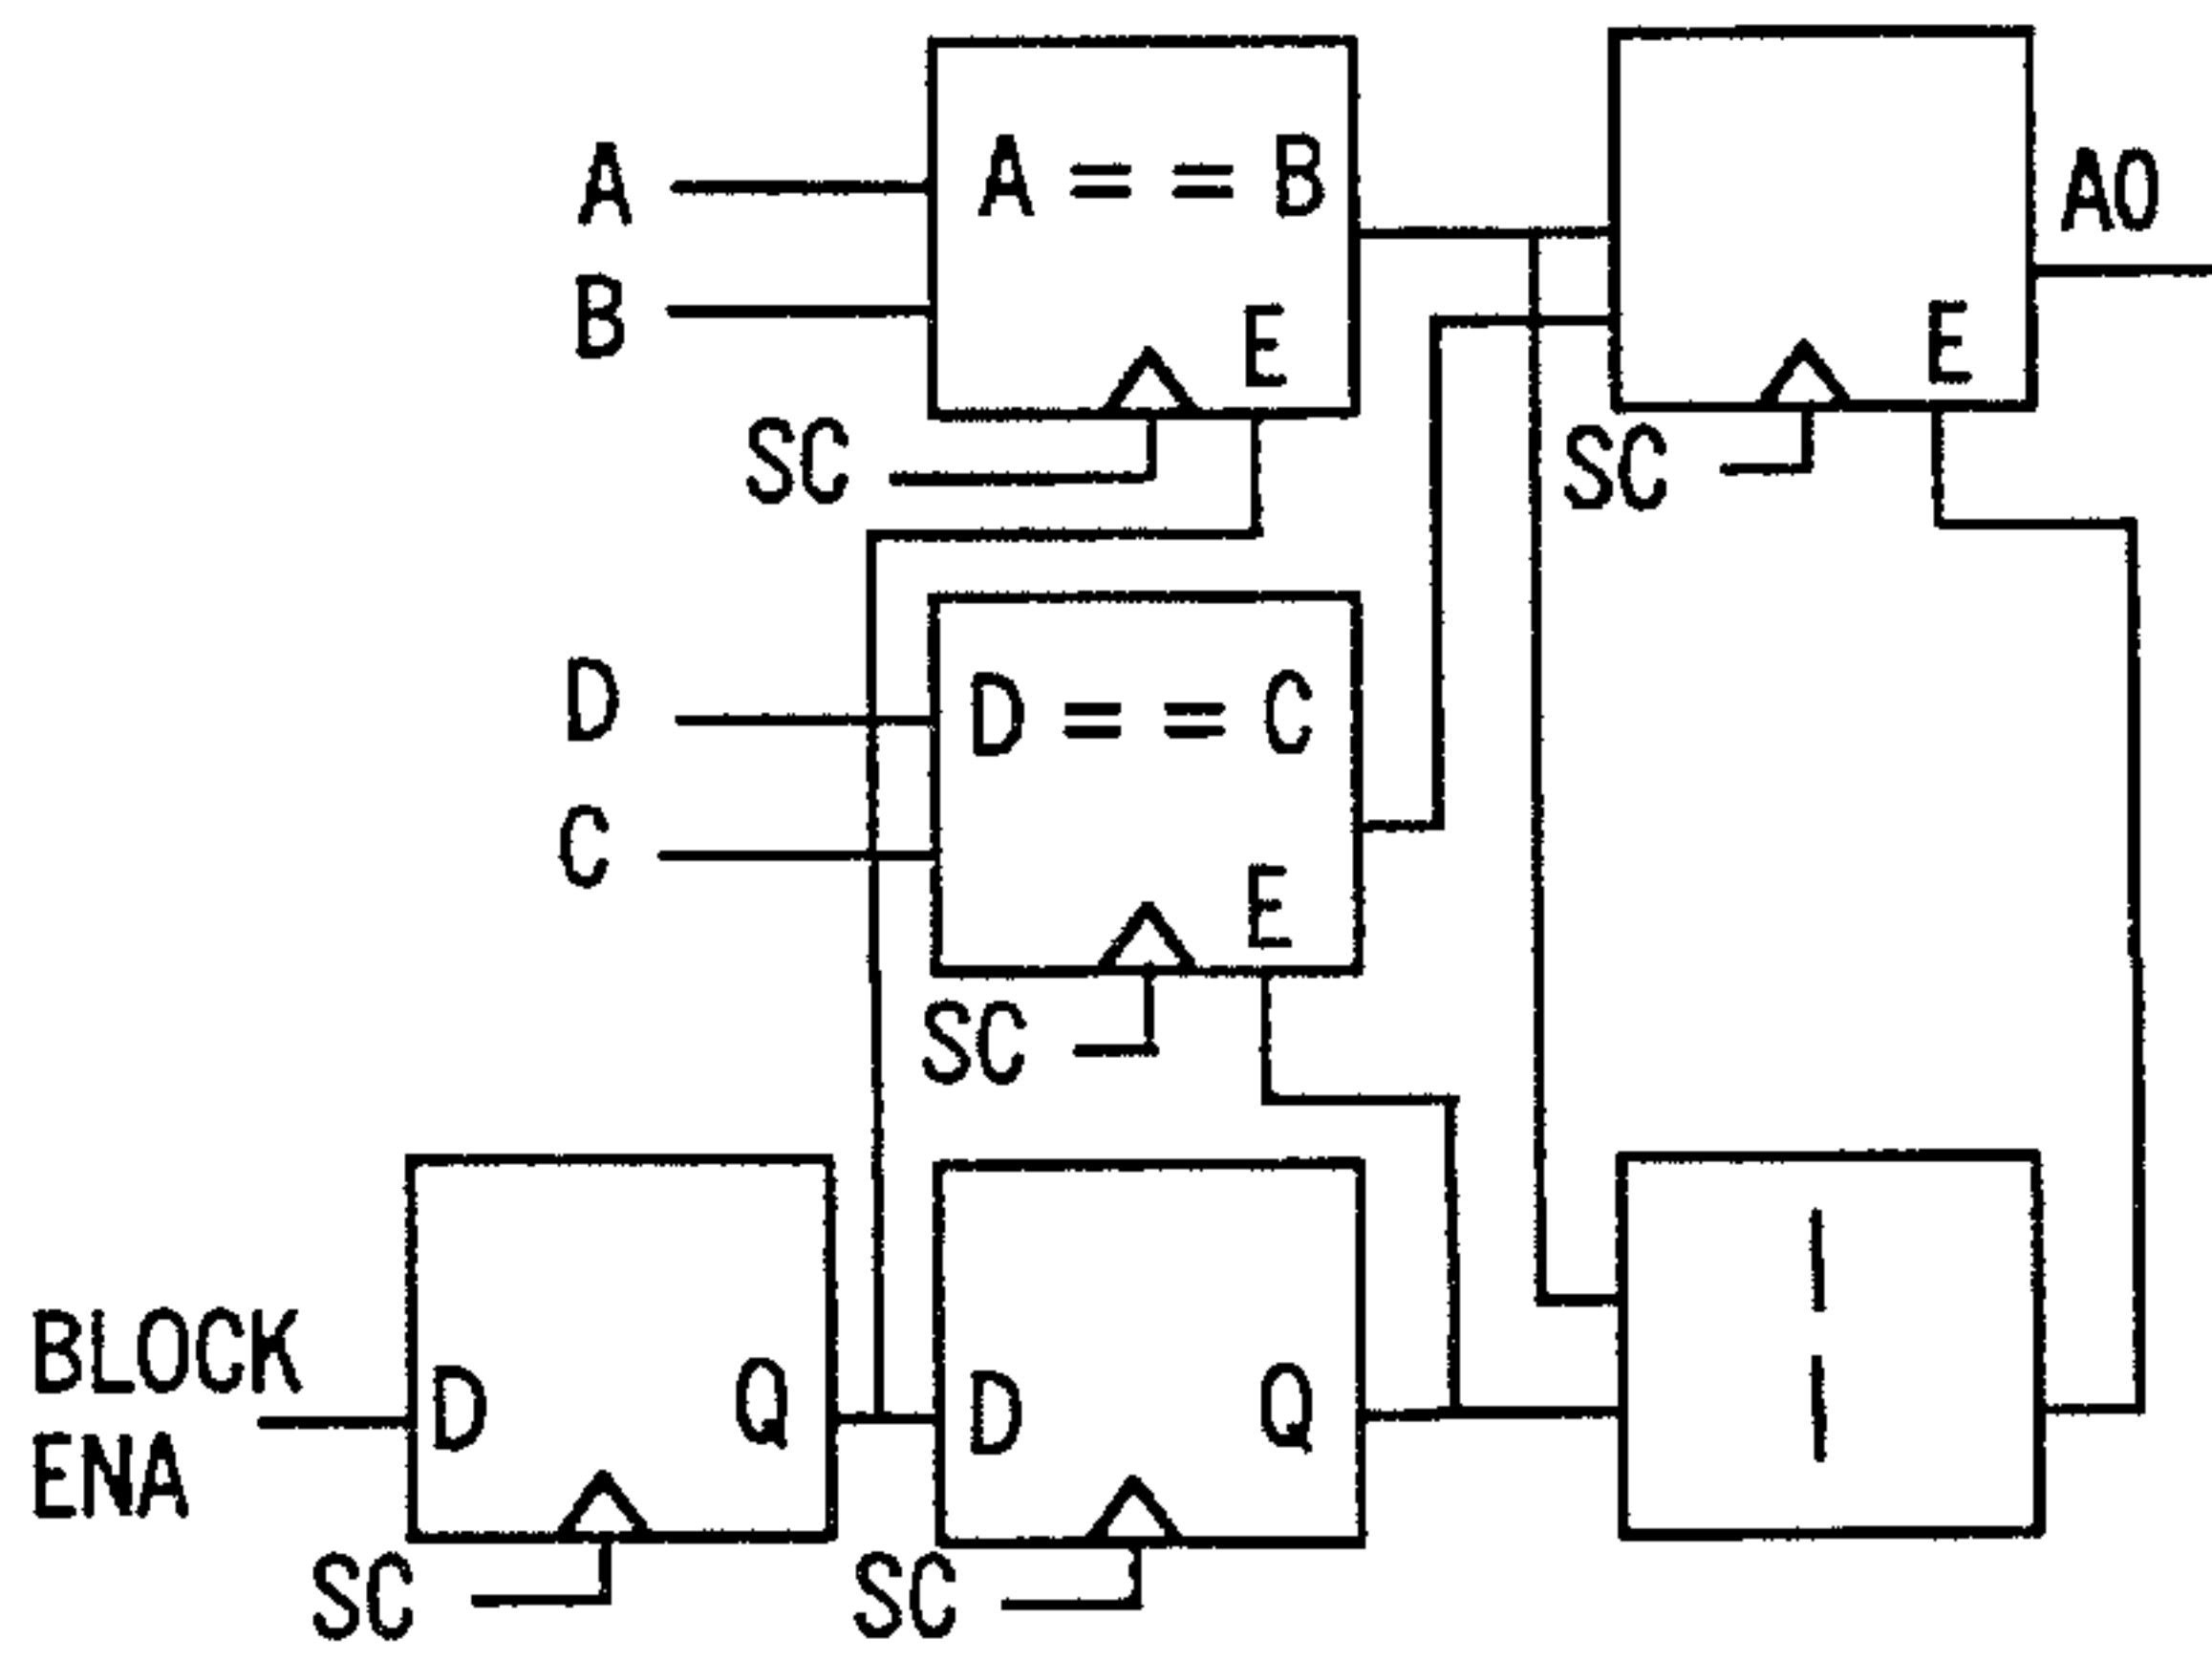 A
A = = B
AO
B
E
E
SC
SC
D
D = = C
C
E
SC
BLOCK
ENA
D
Q
D
Q
|
|
SC
SC